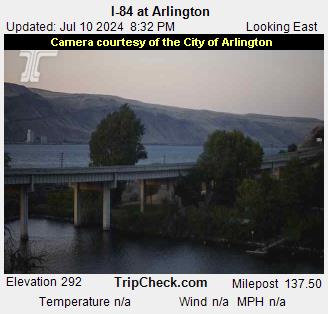 I-84 at Arlington
Updated: Jul 10 2024 8:32 PM Looking East
Camera courtesy of the City of Arlington
Elevation 292 TripCheck.com Milepost 137.50
Temperature n/a Wind n/a MPH n/a